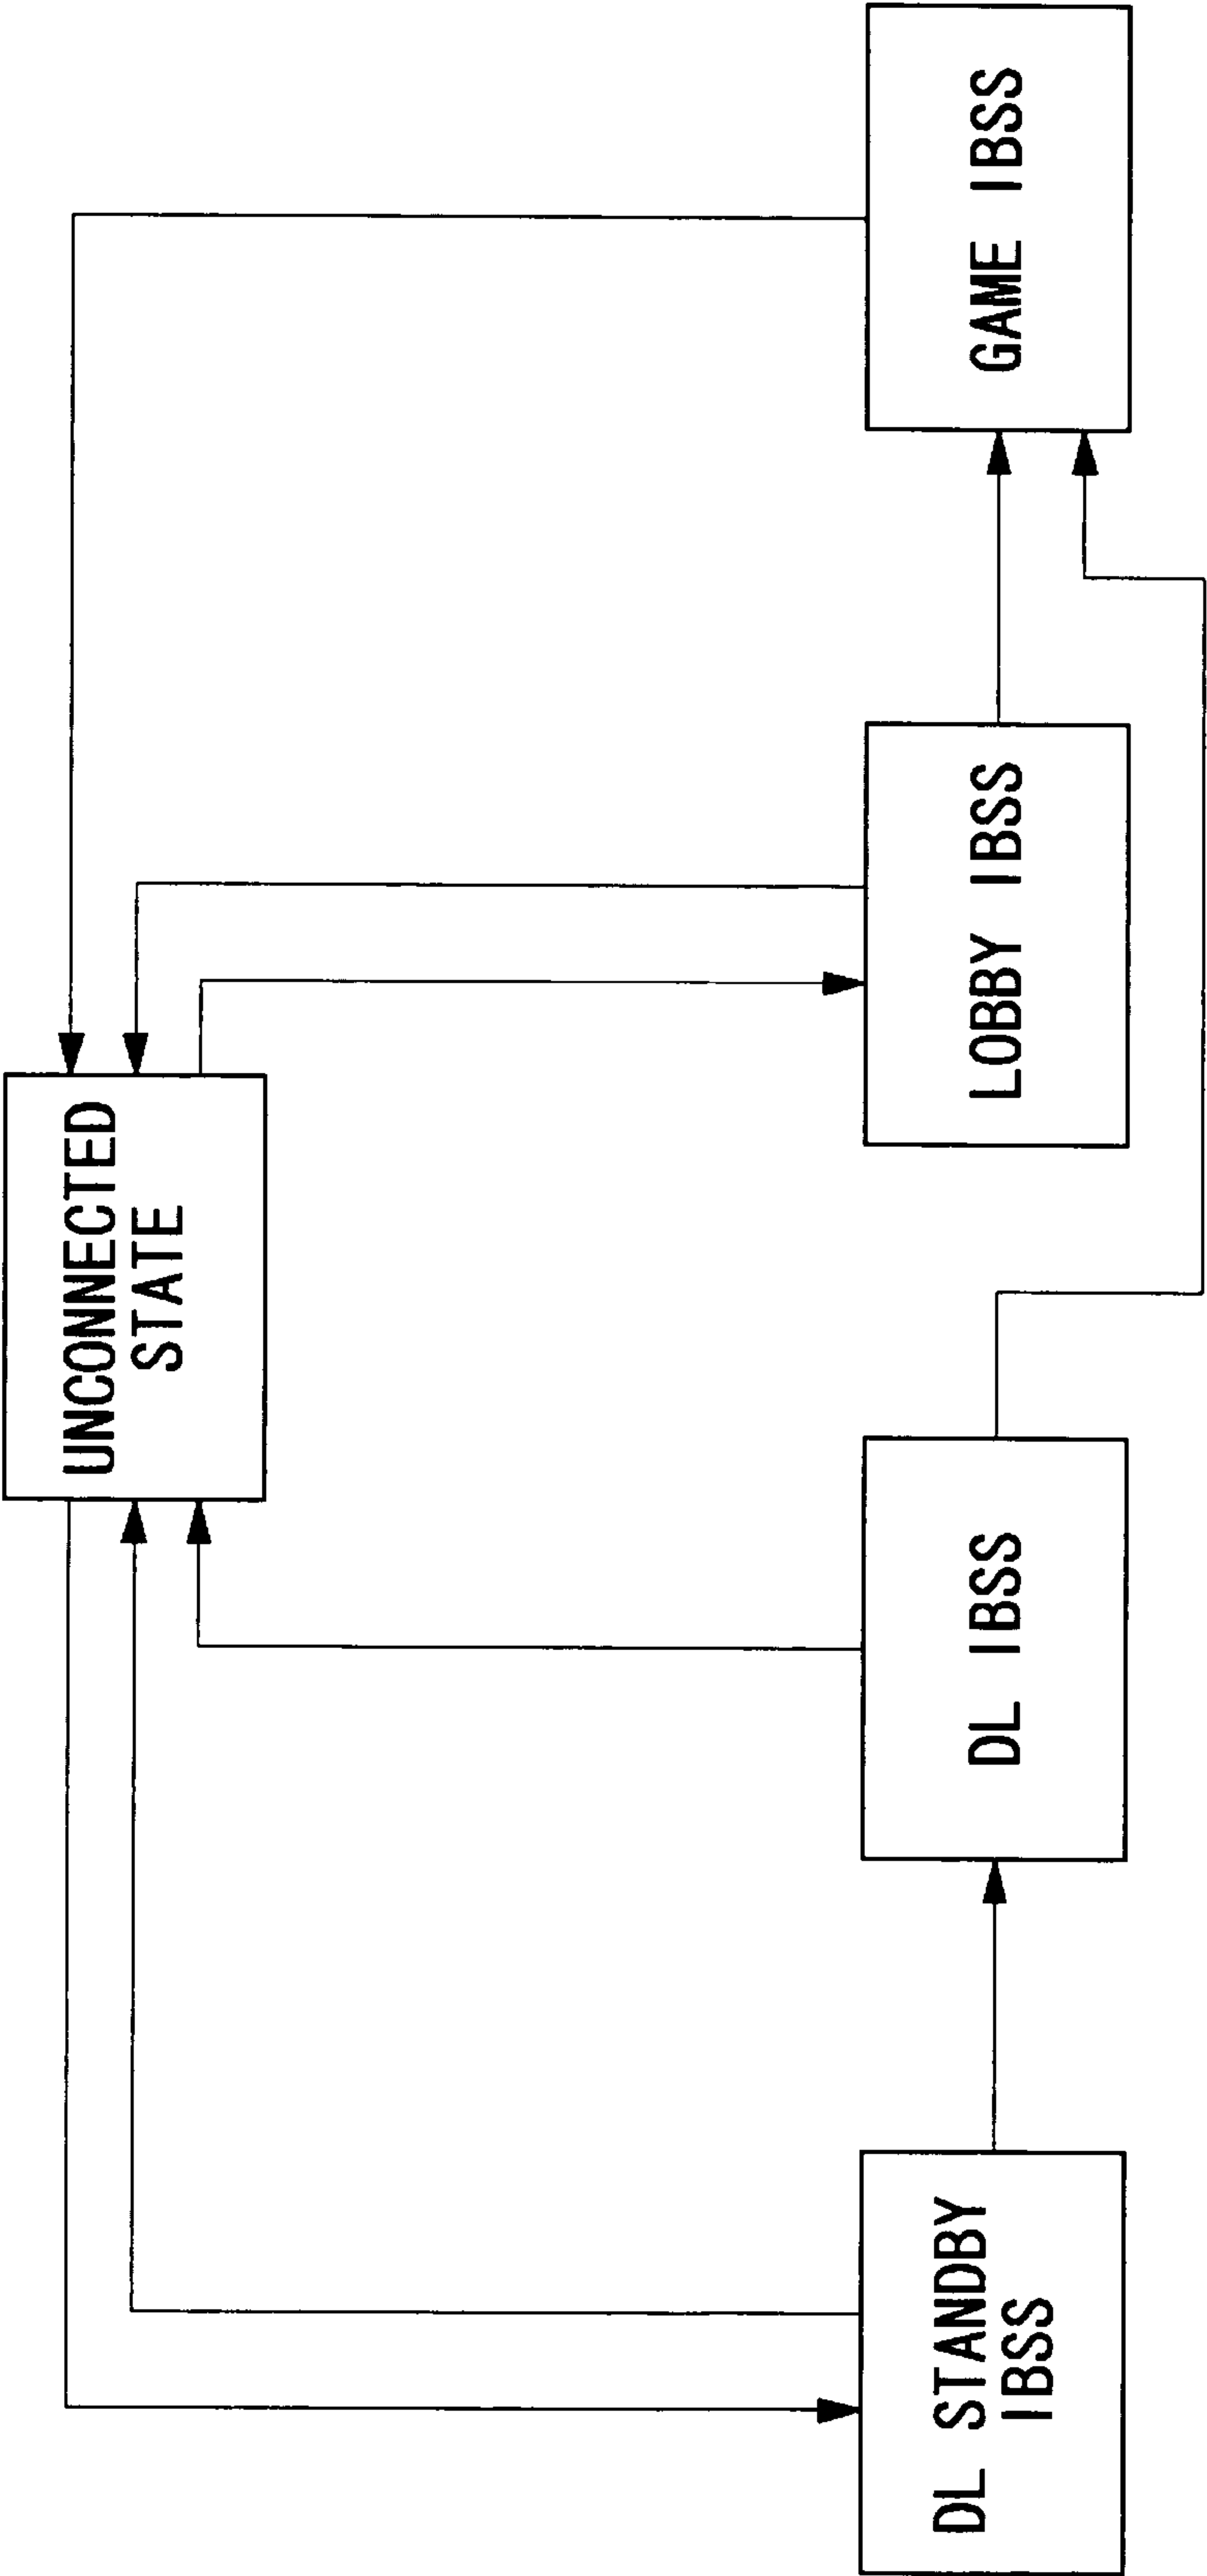 UNCONNECTED
STATE
DL STANDBY
IBSS
DL IBSS
LOBBY IBSS
GAME IBSS